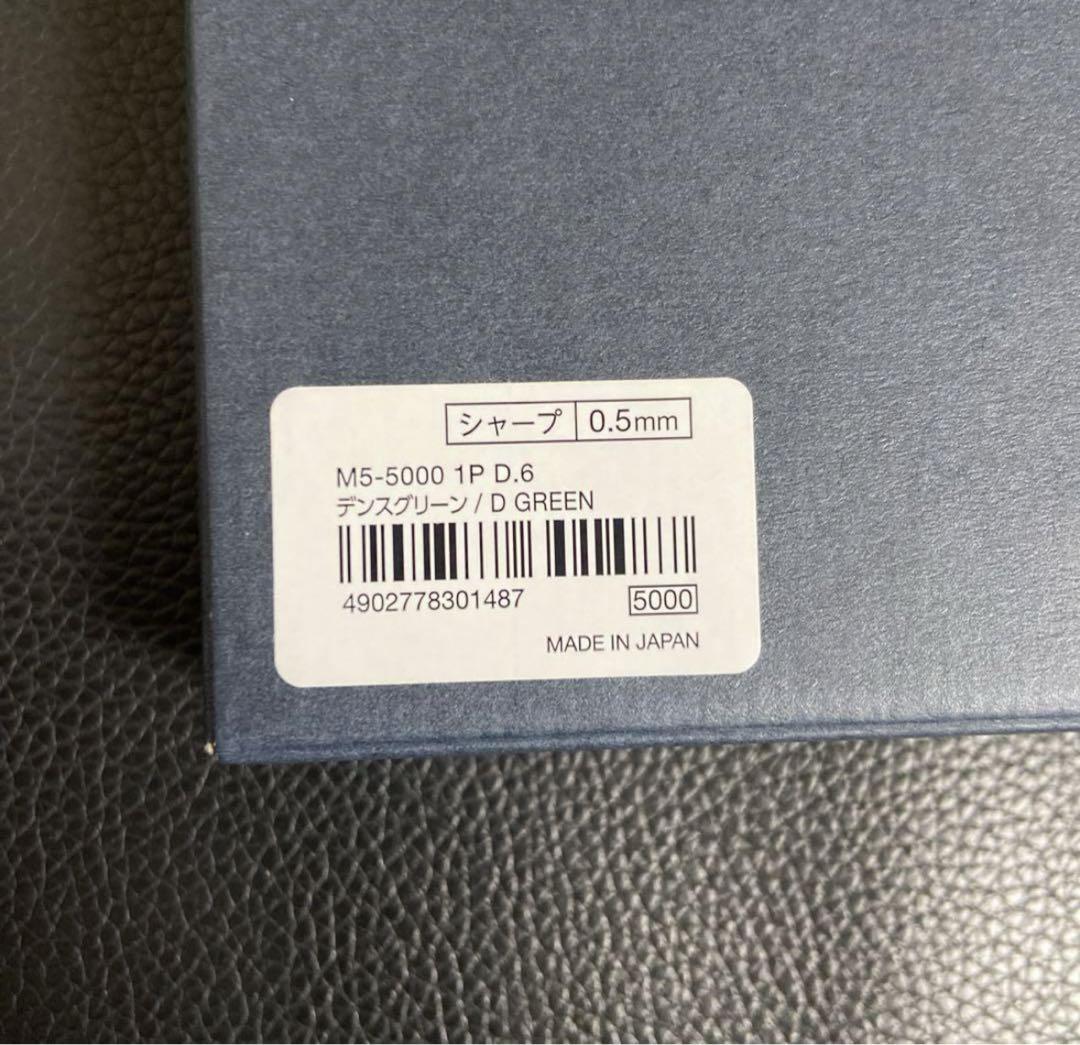 シャープ 0.5mm
M5-5000 1P D.6
デンスグリーン / D GREEN
4902778301487 5000
MADE IN JAPAN